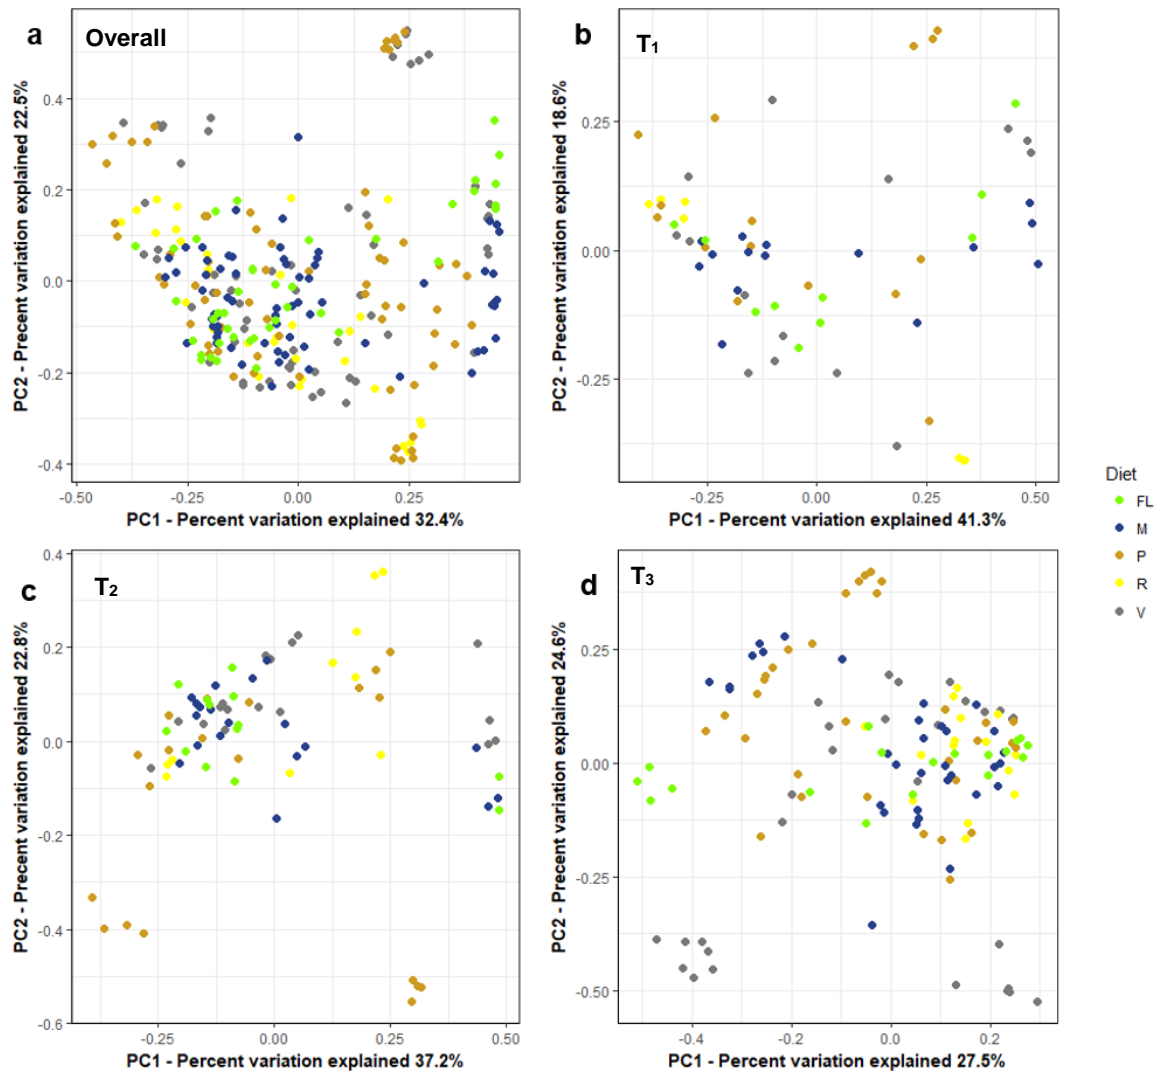 a
Overall
PC2 - Precent variation explained 22.5%
0.4
0.2
0.0
-0.2
-0.4
-0.50
-0.25
0.00
0.25
0.50
PC1 - Percent variation explained 32.4%
b
T1
PC2 - Precent variation explained 18.6%
0.25
0.00
-0.25
-0.25
0.00
0.25
0.50
PC1 - Percent variation explained 41.3%
c
T2
PC2 - Precent variation explained 22.8%
0.4
0.2
0.0
-0.2
-0.4
-0.6
-0.25
0.00
0.25
0.50
PC1 - Percent variation explained 37.2%
d
T3
PC2 - Precent variation explained 24.6%
0.25
0.00
-0.25
-0.50
-0.4
-0.2
0.0
0.2
PC1 - Percent variation explained 27.5%
Diet
FL
M
P
R
V